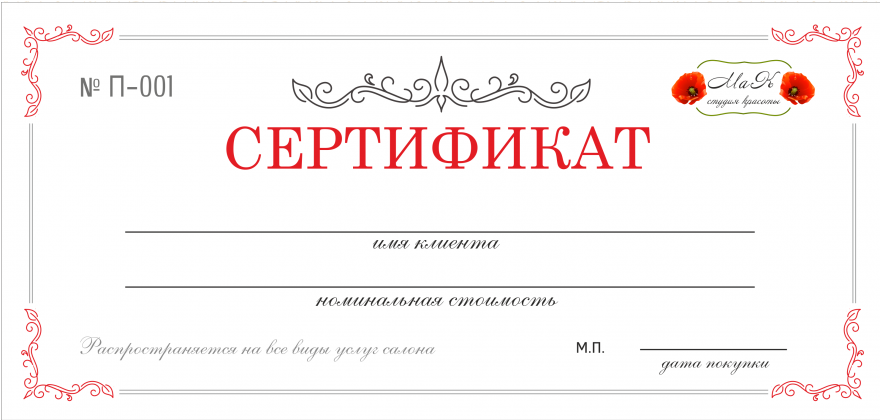 № П-001
МаК
студия красоты
СЕРТИФИКАТ
имя клиента
номинальная стоимость
Распространяется на все виды услуг салона
М.П.
дата покупки